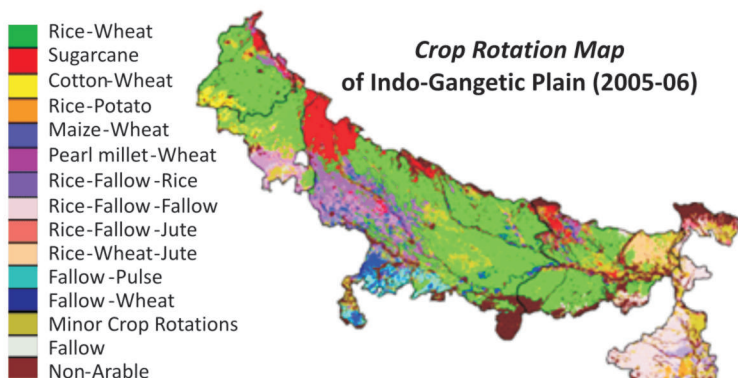 Rice-Wheat
Sugarcane
Cotton-Wheat
Rice-Potato
Maize-Wheat
Pearl millet-Wheat
Rice-Fallow-Rice
Rice-Fallow-Fallow
Rice-Fallow-Jute
Rice-Wheat-Jute
Fallow-Pulse
Fallow-Wheat
Minor Crop Rotations
Fallow
Non-Arable
Crop Rotation Map
of Indo-Gangetic Plain (2005-06)